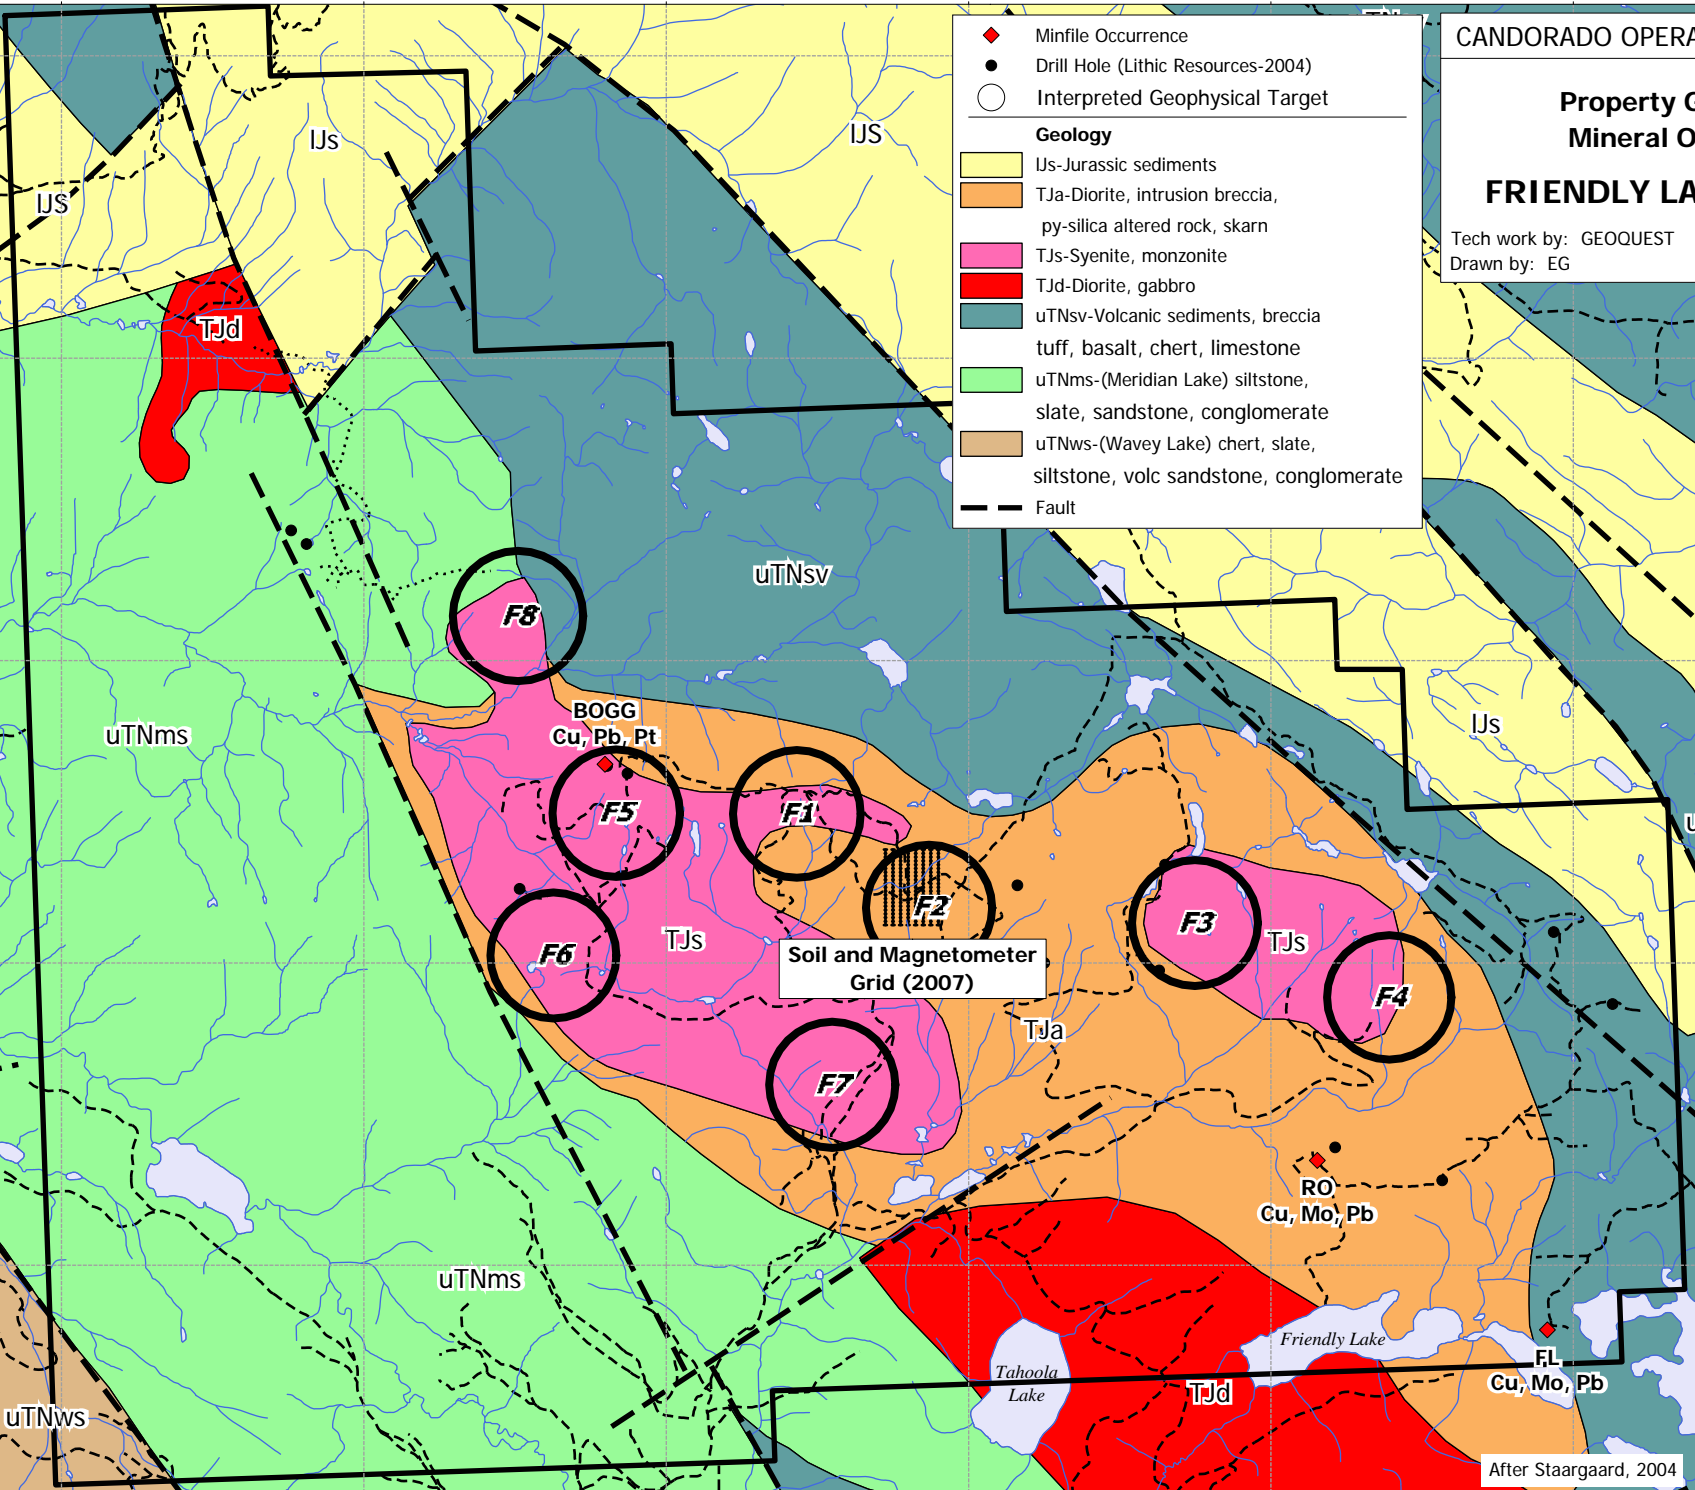 Minfile Occurrence
Drill Hole (Lithic Resources-2004)
Interpreted Geophysical Target
Geology
IJs-Jurassic sediments
TJa-Diorite, intrusion breccia,
py-silica altered rock, skarn
TJs-Syenite, monzonite
TJd-Diorite, gabbro
uTNsv-Volcanic sediments, breccia
tuff, basalt, chert, limestone
uTNms-(Meridian Lake) siltstone,
slate, sandstone, conglomerate
uTNws-(Wavey Lake) chert, slate,
siltstone, volc sandstone, conglomerate
Fault
CANDORADO OPERA
Property G
Mineral O
FRIENDLY LA
Tech work by: GEOQUEST
Drawn by: EG
IJs
IJS
IJS
TJd
uTNsv
F8
BOGG
Cu, Pb, Pt
uTNms
IJs
F5
F1
F2
F3
F4
F6
TJs
TJs
Soil and Magnetometer
Grid (2007)
TJa
F7
RO
Cu, Mo, Pb
uTNms
Friendly Lake
FL
Cu, Mo, Pb
Tahoola
Lake
TJd
uTNws
After Staargaard, 2004